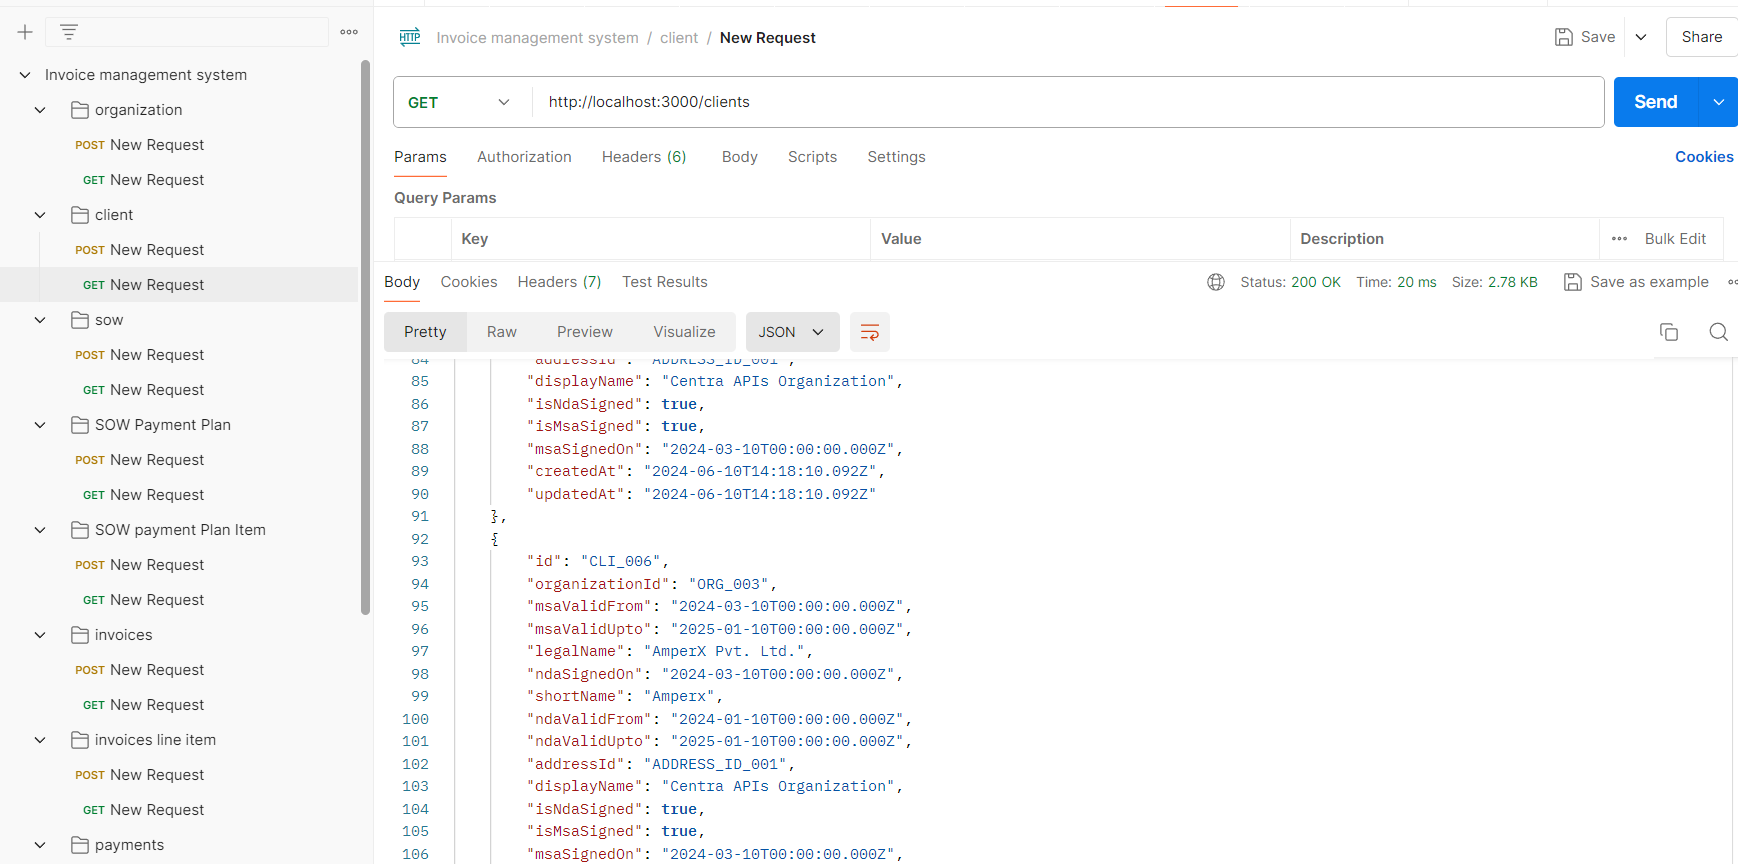 Invoice management system
organization
POST New Request
GET New Request
client
POST New Request
GET New Request
sow
POST New Request
GET New Request
SOW Payment Plan
POST New Request
GET New Request
SOW payment Plan Item
POST New Request
GET New Request
invoices
POST New Request
GET New Request
invoices line item
POST New Request
GET New Request
payments
HTTP Invoice management system / client / New Request
Save
Share
GET http://localhost:3000/clients
Send
Params Authorization Headers (6) Body Scripts Settings Cookies
Query Params
Key Value Description Bulk Edit
Body Cookies Headers (7) Test Results Status: 200 OK Time: 20 ms Size: 2.78 KB Save as example
Pretty Raw Preview Visualize JSON
84 "addressId": "ADDRESS_ID_001",
85 "displayName": "Centra APIs Organization",
86 "isNdaSigned": true,
87 "isMsaSigned": true,
88 "msaSignedOn": "2024-03-10T00:00:00.000Z",
89 "createdAt": "2024-06-10T14:18:10.092Z",
90 "updatedAt": "2024-06-10T14:18:10.092Z"
91 },
92 {
93 "id": "CLI_006",
94 "organizationId": "ORG_003",
95 "msaValidFrom": "2024-03-10T00:00:00.000Z",
96 "msaValidUpto": "2025-01-10T00:00:00.000Z",
97 "legalName": "AmperX Pvt. Ltd.",
98 "ndaSignedOn": "2024-03-10T00:00:00.000Z",
99 "shortName": "Amperx",
100 "ndaValidFrom": "2024-01-10T00:00:00.000Z",
101 "ndaValidUpto": "2025-01-10T00:00:00.000Z",
102 "addressId": "ADDRESS_ID_001",
103 "displayName": "Centra APIs Organization",
104 "isNdaSigned": true,
105 "isMsaSigned": true,
106 "msaSignedOn": "2024-03-10T00:00:00.000Z",